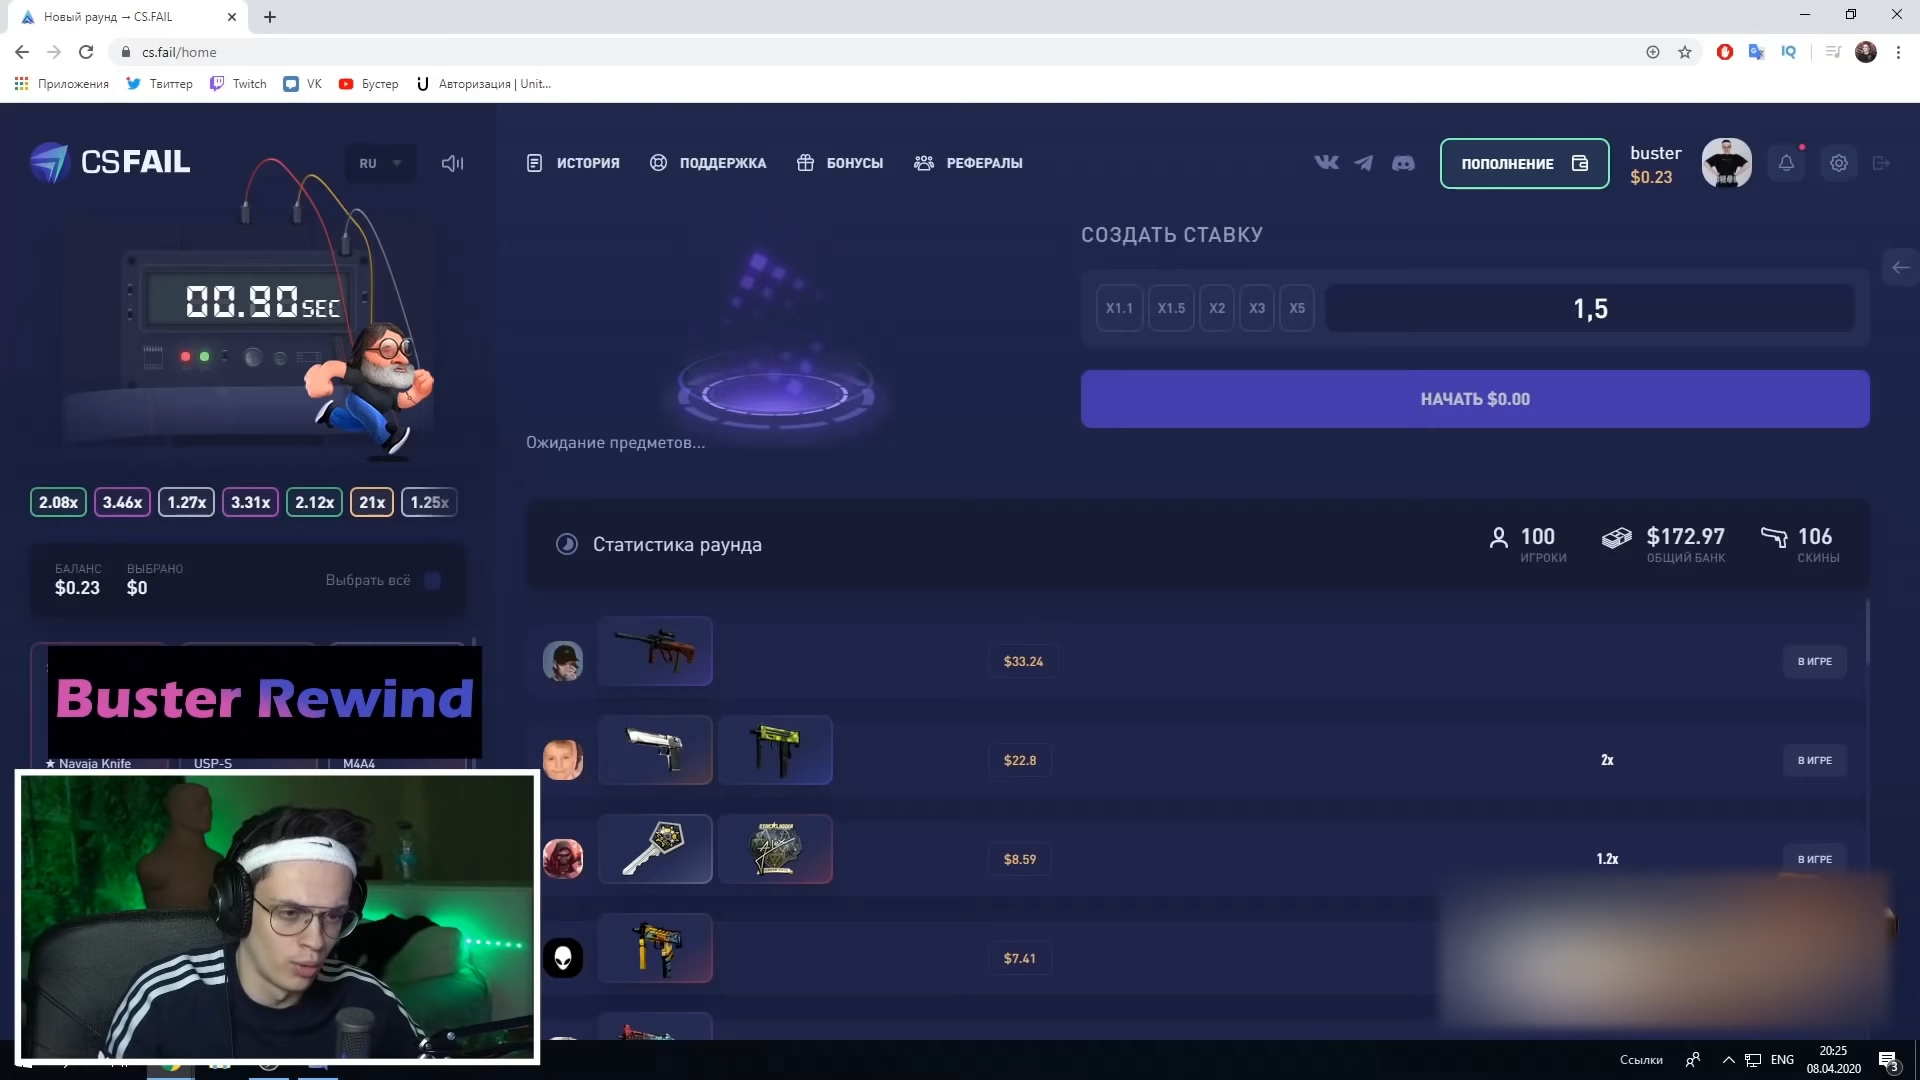 Новый раунд → CS.FAIL
cs.fail/home
Приложения
Твиттер
Twitch
VK
Бустер
Авторизация | Unit...
CSFAIL
RU
ИСТОРИЯ
ПОДДЕРЖКА
БОНУСЫ
РЕФЕРАЛЫ
ПОПОЛНЕНИЕ
buster
$0.23
00.90SEC
СОЗДАТЬ СТАВКУ
X1.1
X1.5
X2
X3
X5
1,5
НАЧАТЬ $0.00
Ожидание предметов...
2.08x
3.46x
1.27x
3.31x
2.12x
21x
1.25x
Статистика раунда
100
ИГРОКИ
$172.97
ОБЩИЙ БАНК
106
СКИНЫ
БАЛАНС
$0.23
ВЫБРАНО
$0
Выбрать всё
Buster Rewind
★ Navaja Knife
USP-S
M4A4
$33.24
В ИГРЕ
$22.8
2x
В ИГРЕ
$8.59
1.2x
В ИГРЕ
$7.41
Ссылки
ENG
20:25
08.04.2020
3